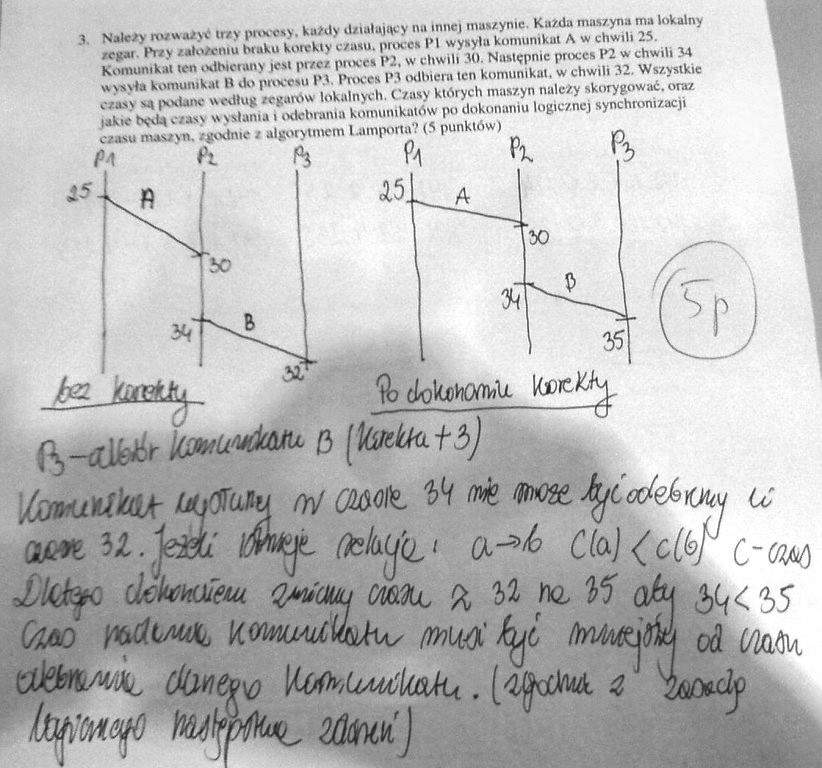 3. Należy rozważyć trzy procesy, każdy działający na innej maszynie. Każda maszyna ma lokalny
zegar. Przy założeniu braku korekty czasu, proces P1 wysyła komunikat A w chwili 25.
Komunikat ten odbierany jest przez proces P2, w chwili 30. Następnie proces P2 w chwili 34
wysyła komunikat B do procesu P3. Proces P3 odbiera ten komunikat, w chwili 32. Wszystkie
czasy są podane według zegarów lokalnych. Czasy których maszyn należy skorygować, oraz
jakie będą czasy wysłania i odebrania komunikatów po dokonaniu logicznej synchronizacji
czasu maszyn, zgodnie z algorytmem Lamporta? (5 punktów)
P1 P2 P3
25 A
30
34 B
32
bez korekty
P1 P2 P3
25 A
30
34 B
35
Po dokonaniu korekty
5p
P3 – odbiór komunikatu B (korekta + 3)
Komunikat wysłany w czasie 34 nie może być odebrany w
czasie 32. Jeżeli istnieje relacja: a→b C(a) < C(b) C – czas
Dlatego dokonałem zmiany czasu z 32 na 35 aby 34 < 35
Czas nadania komunikatu musi być mniejszy od czasu
odebrania danego komunikatu. (zgodnie z zasadą
logicznego następstwa zdarzeń)